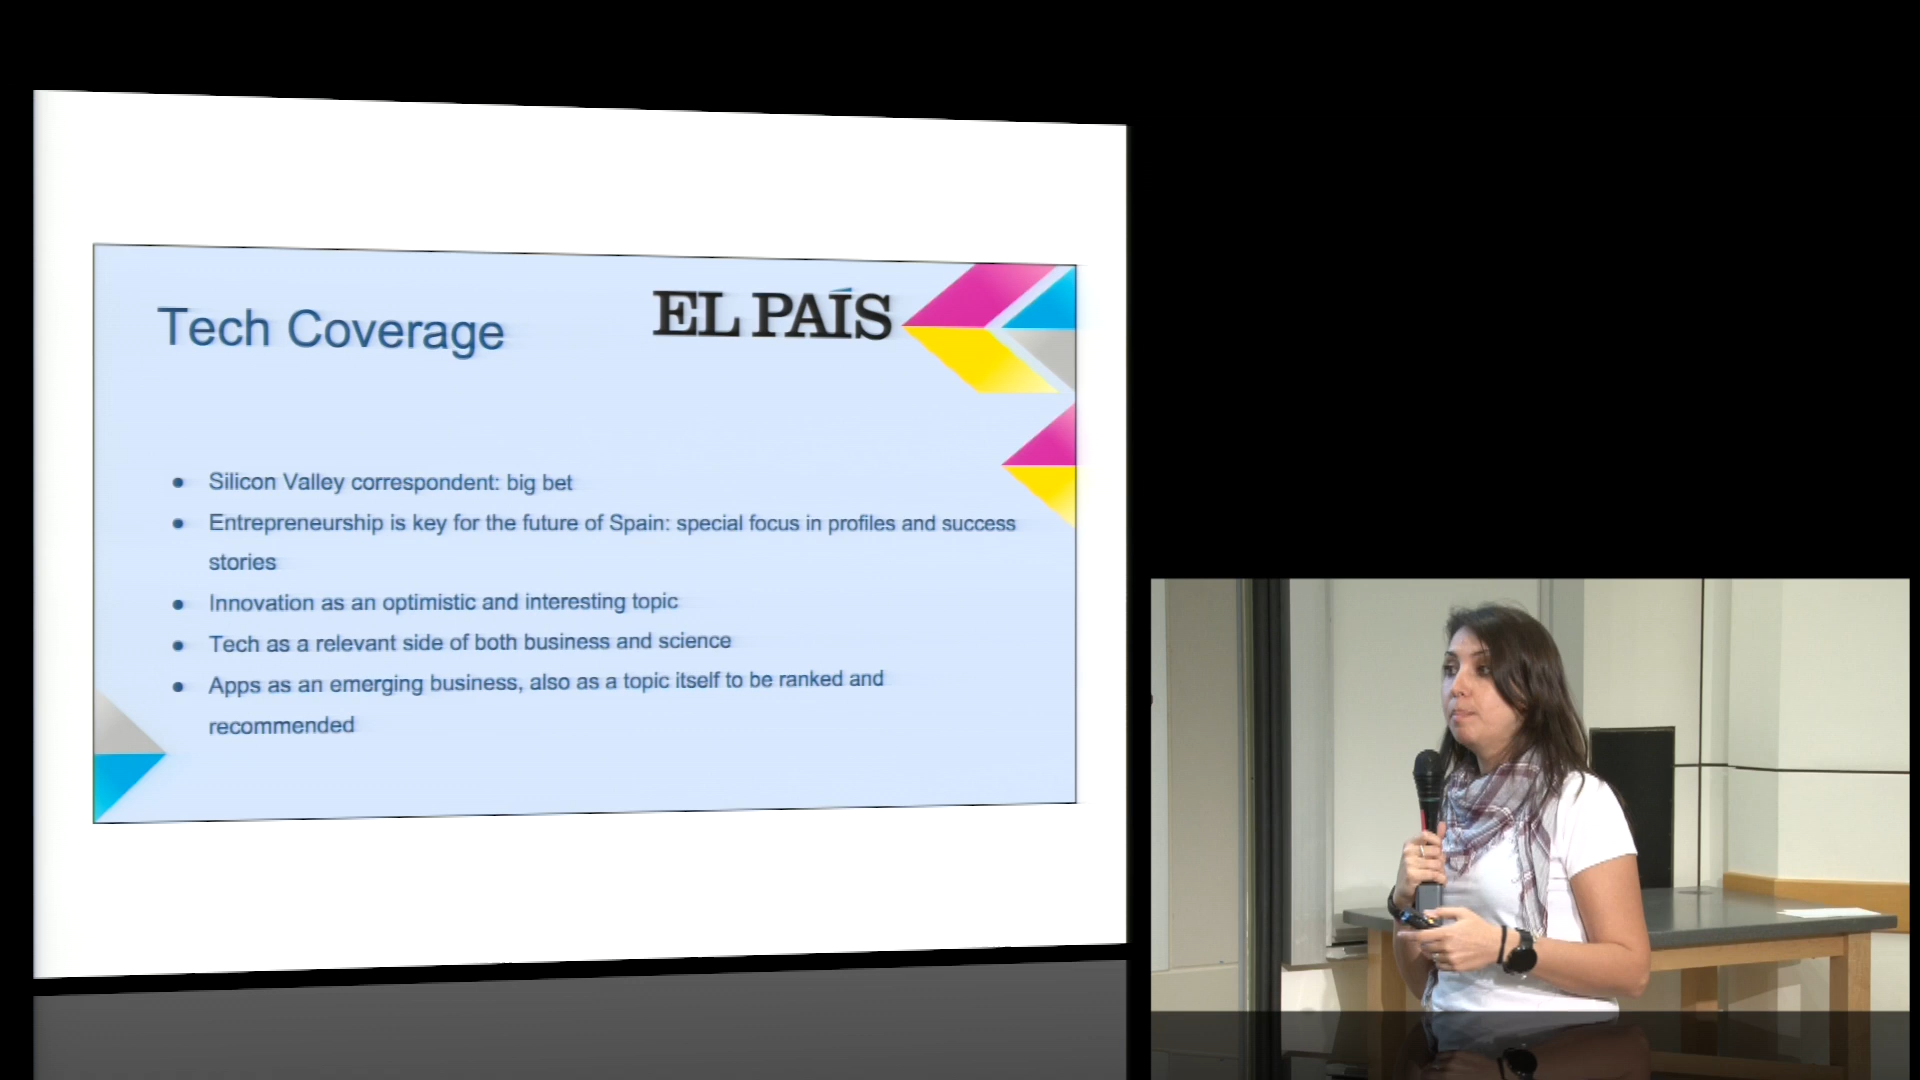 Tech Coverage
EL PAÍS
● Silicon Valley correspondent: big bet
● Entrepreneurship is key for the future of Spain: special focus in profiles and success
stories
● Innovation as an optimistic and interesting topic
● Tech as a relevant side of both business and science
● Apps as an emerging business, also as a topic itself to be ranked and
recommended